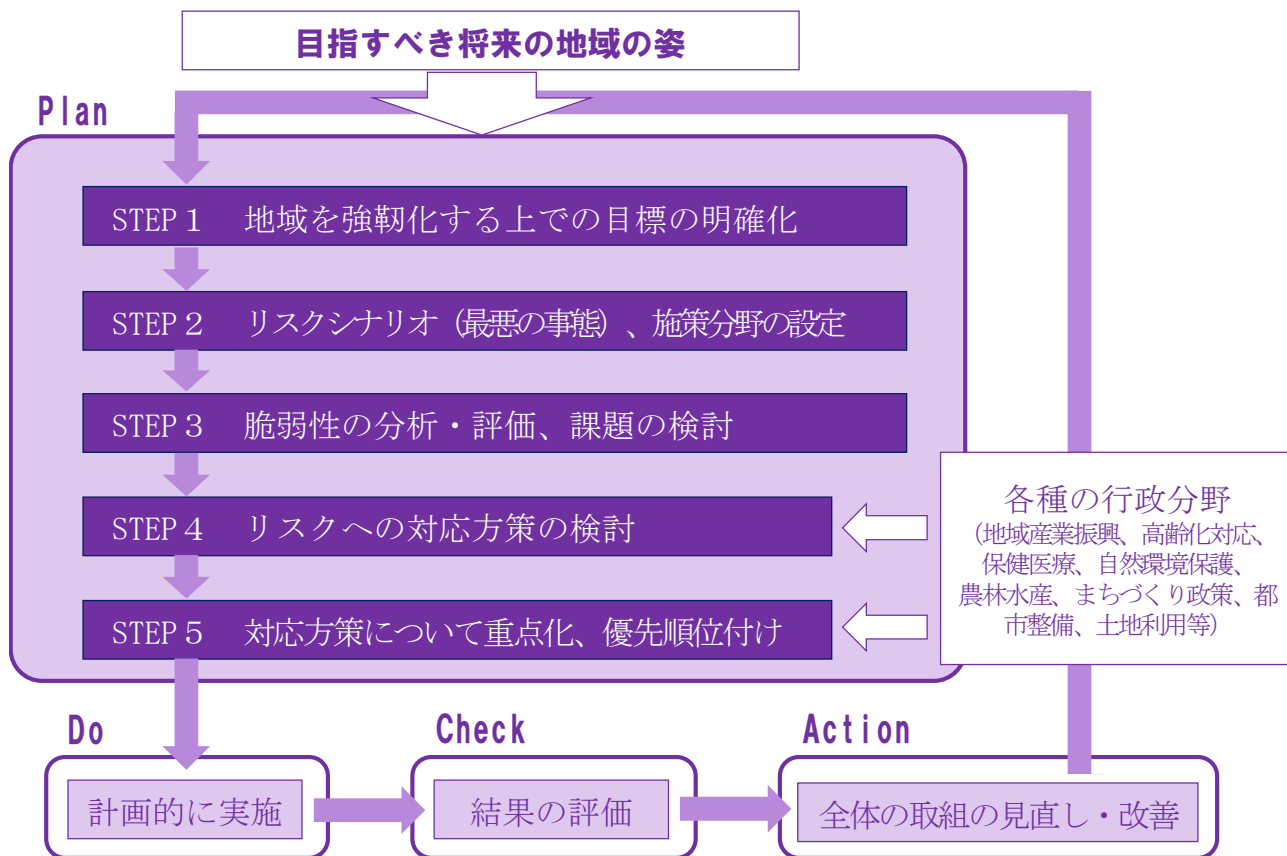 目指すべき将来の地域の姿
Plan
STEP１ 地域を強靭化する上での目標の明確化
STEP２ リスクシナリオ（最悪の事態）、施策分野の設定
STEP３ 脆弱性の分析・評価、課題の検討
STEP４ リスクへの対応方策の検討
STEP５ 対応方策について重点化、優先順位付け
各種の行政分野
（地域産業振興、高齢化対応、
保健医療、自然環境保護、
農林水産、まちづくり政策、都
市整備、土地利用等）
Do
計画的に実施
Check
結果の評価
Action
全体の取組の見直し・改善